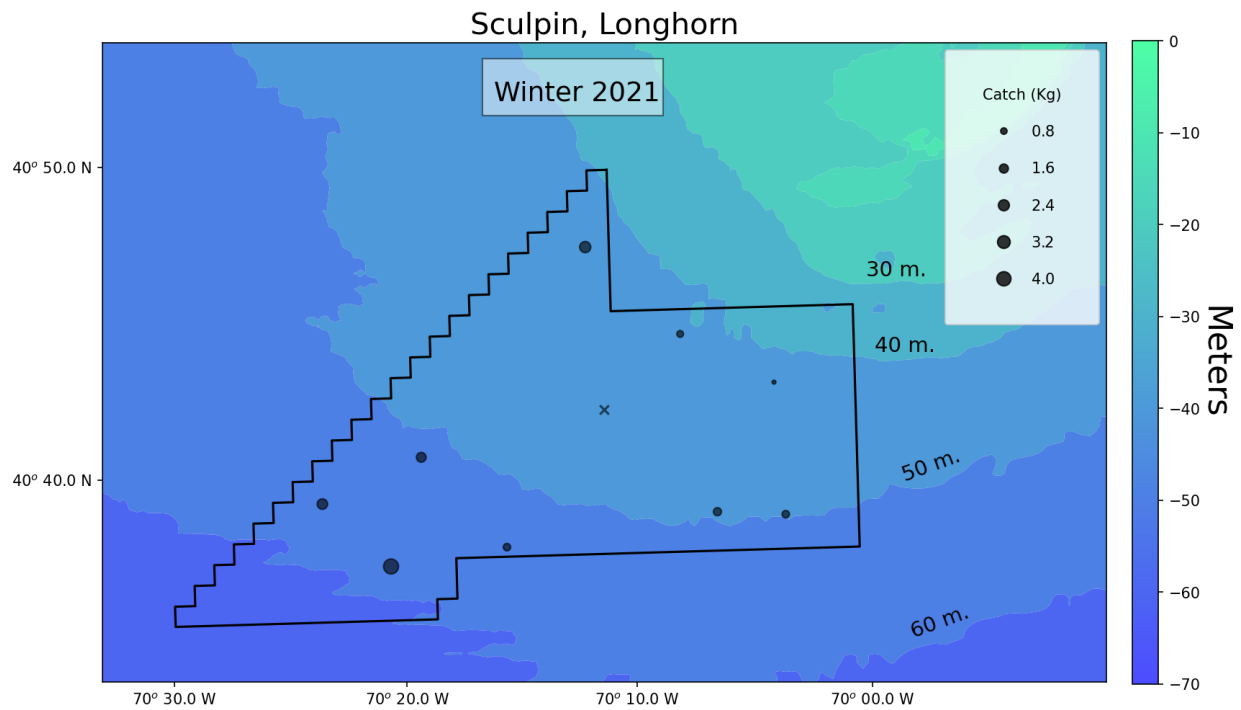 Sculpin, Longhorn
Winter 2021
Catch (Kg)
0.8
1.6
2.4
3.2
4.0
30 m.
40 m.
50 m.
60 m.
40° 50.0 N
40° 40.0 N
70° 30.0 W
70° 20.0 W
70° 10.0 W
70° 00.0 W
0
−10
−20
−30
−40
−50
−60
−70
Meters